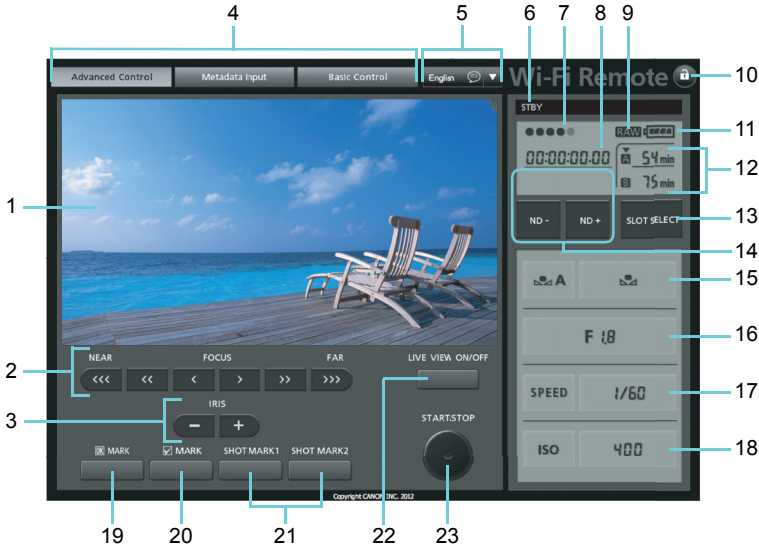 4 5 6 7 8 9
Advanced Control Metadata Input Basic Control English Wi-Fi Remote 10
STBY
RAW 11
00:00:00.00 A 54 min 12
B 75 min
1 ND - ND + SLOT SELECT 13
14
A 15
F 1.8 16
2 NEAR FOCUS FAR LIVE VIEW ON/OFF
‹‹‹ ‹‹ ‹ › ›› ››› SPEED 1/60 17
3 IRIS
− + START.STOP
ISO 400 18
OK MARK ☑ MARK SHOT MARK1 SHOT MARK2
Copyright CANON INC. 2012
19 20 21 22 23